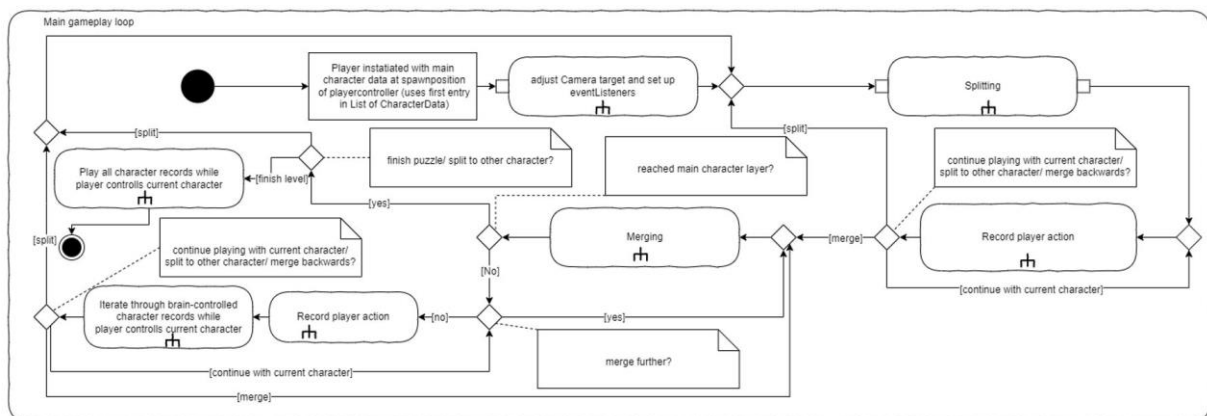 Main gameplay loop
Player instatiated with main
character data at spawnposition
of playercontroller (uses first entry
in List of CharacterData)
adjust Camera target and set up
eventListeners
Splitting
[split]
[split]
finish puzzle/ split to other character?
reached main character layer?
continue playing with current character/
split to other character/ merge backwards?
Play all character records while
player controlls current character
[finish level]
[yes]
Merging
[merge]
Record player action
[split]
continue playing with current character/
split to other character/ merge backwards?
[No]
[continue with current character]
Iterate through brain-controlled
character records while
player controlls current character
Record player action
[no]
[yes]
merge further?
[continue with current character]
[merge]